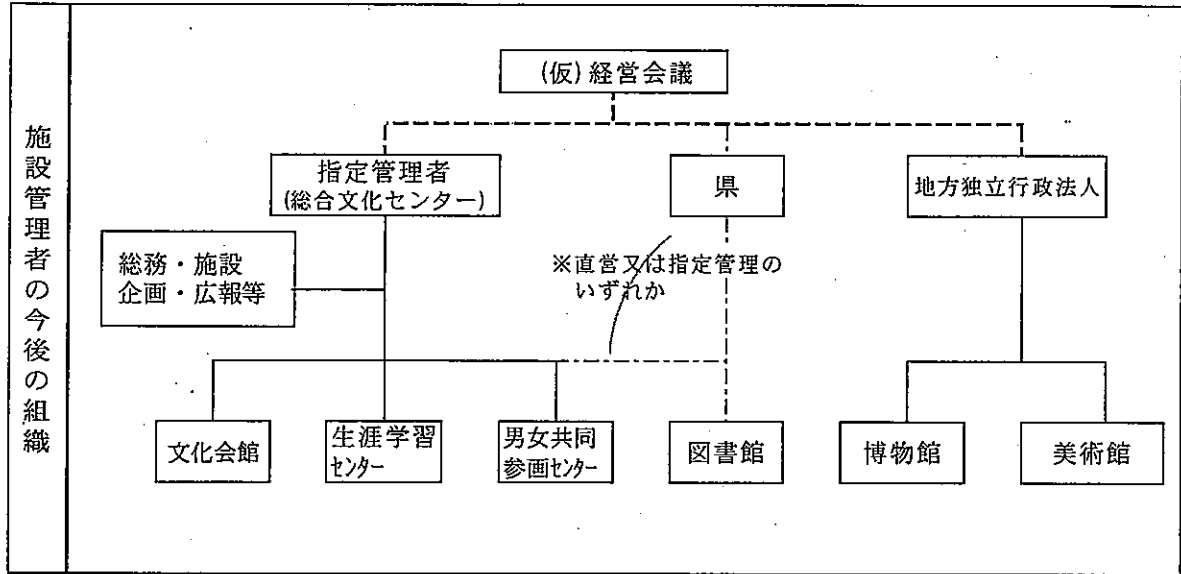 施設管理者の今後の組織
(仮)経営会議
指定管理者
(総合文化センター)
県
地方独立行政法人
総務・施設
企画・広報等
※直営又は指定管理の
いずれか
文化会館
生涯学習
センター
男女共同
参画センター
図書館
博物館
美術館